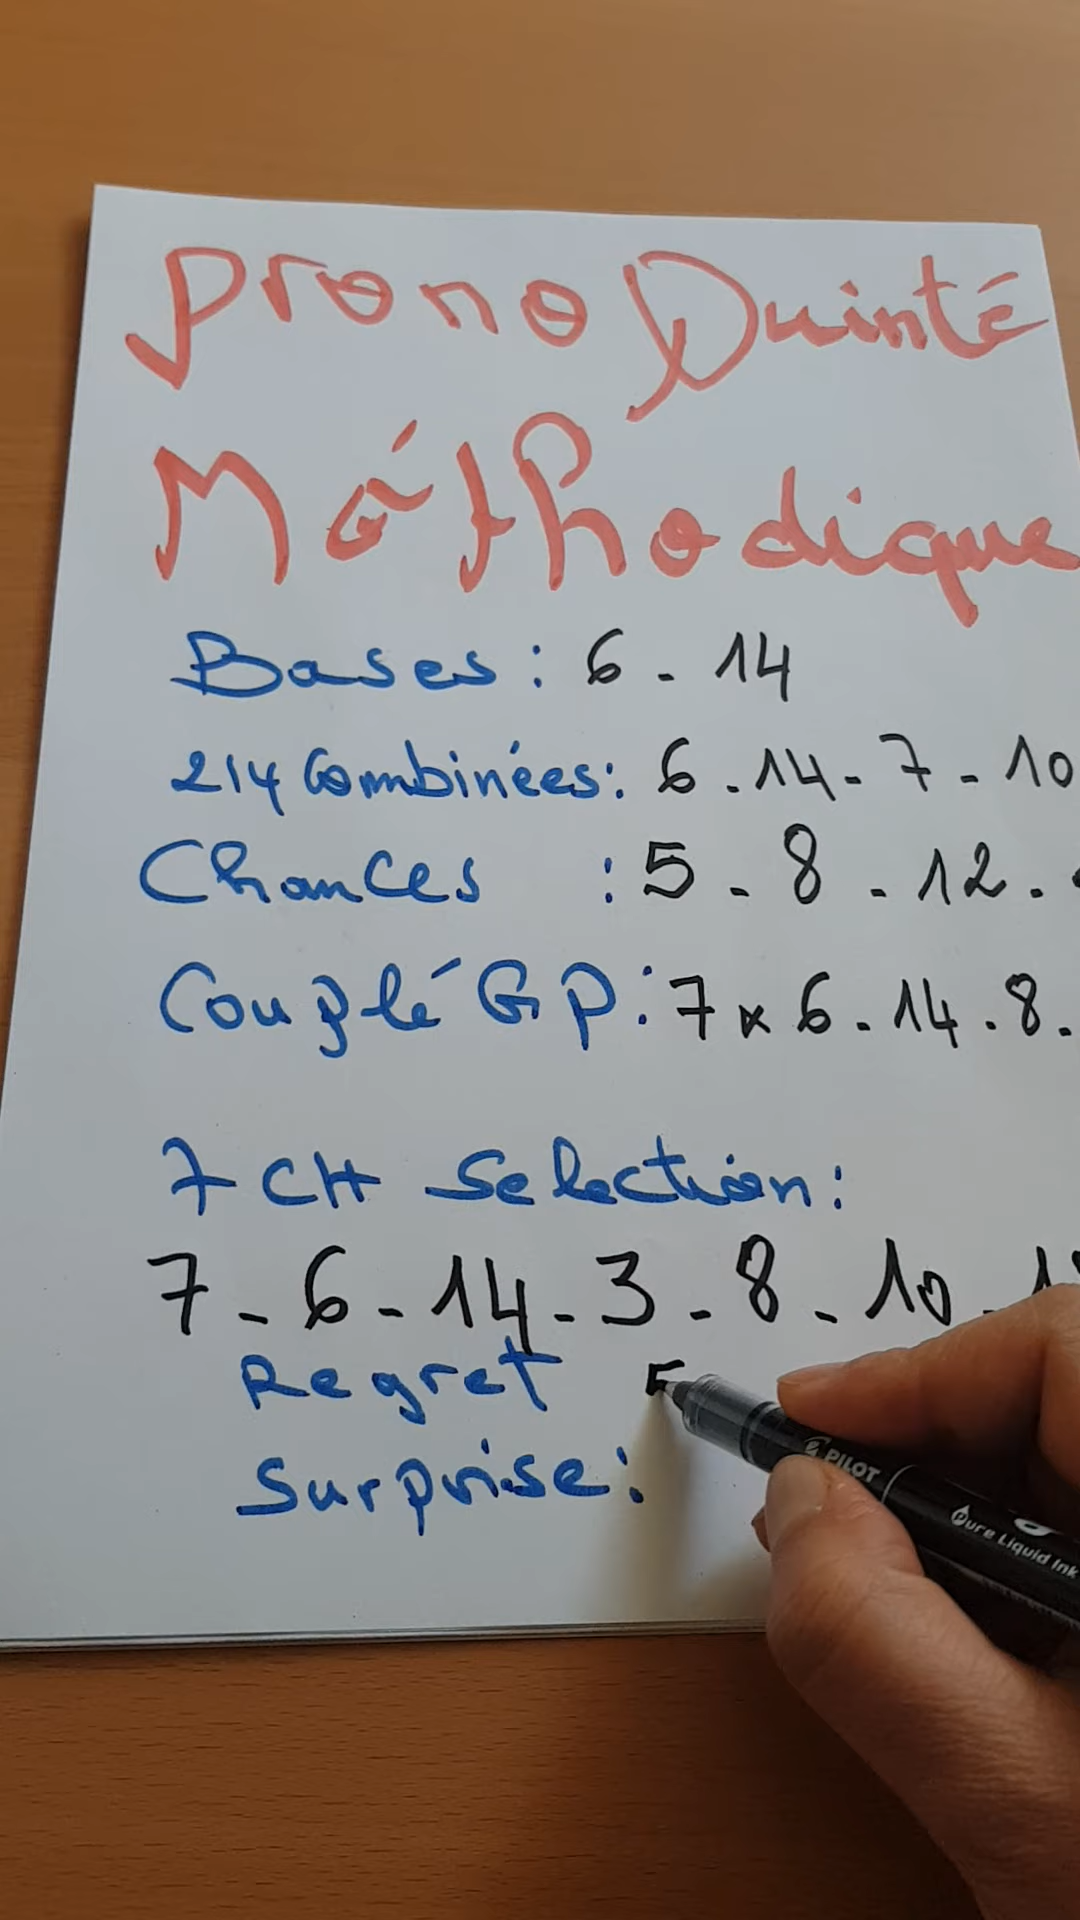 Prono Quinté
Méthodique
Bases : 6 - 14
2/4 Combinées : 6 - 14 - 7 - 10
Chances : 5 - 8 - 12 -
Couplé GP : 7 x 6 . 14 . 8 .
7 CH Selection :
7 - 6 - 14 - 3 - 8 - 10 -
Regret 5
Surprise :
PILOT
Pure Liquid Ink